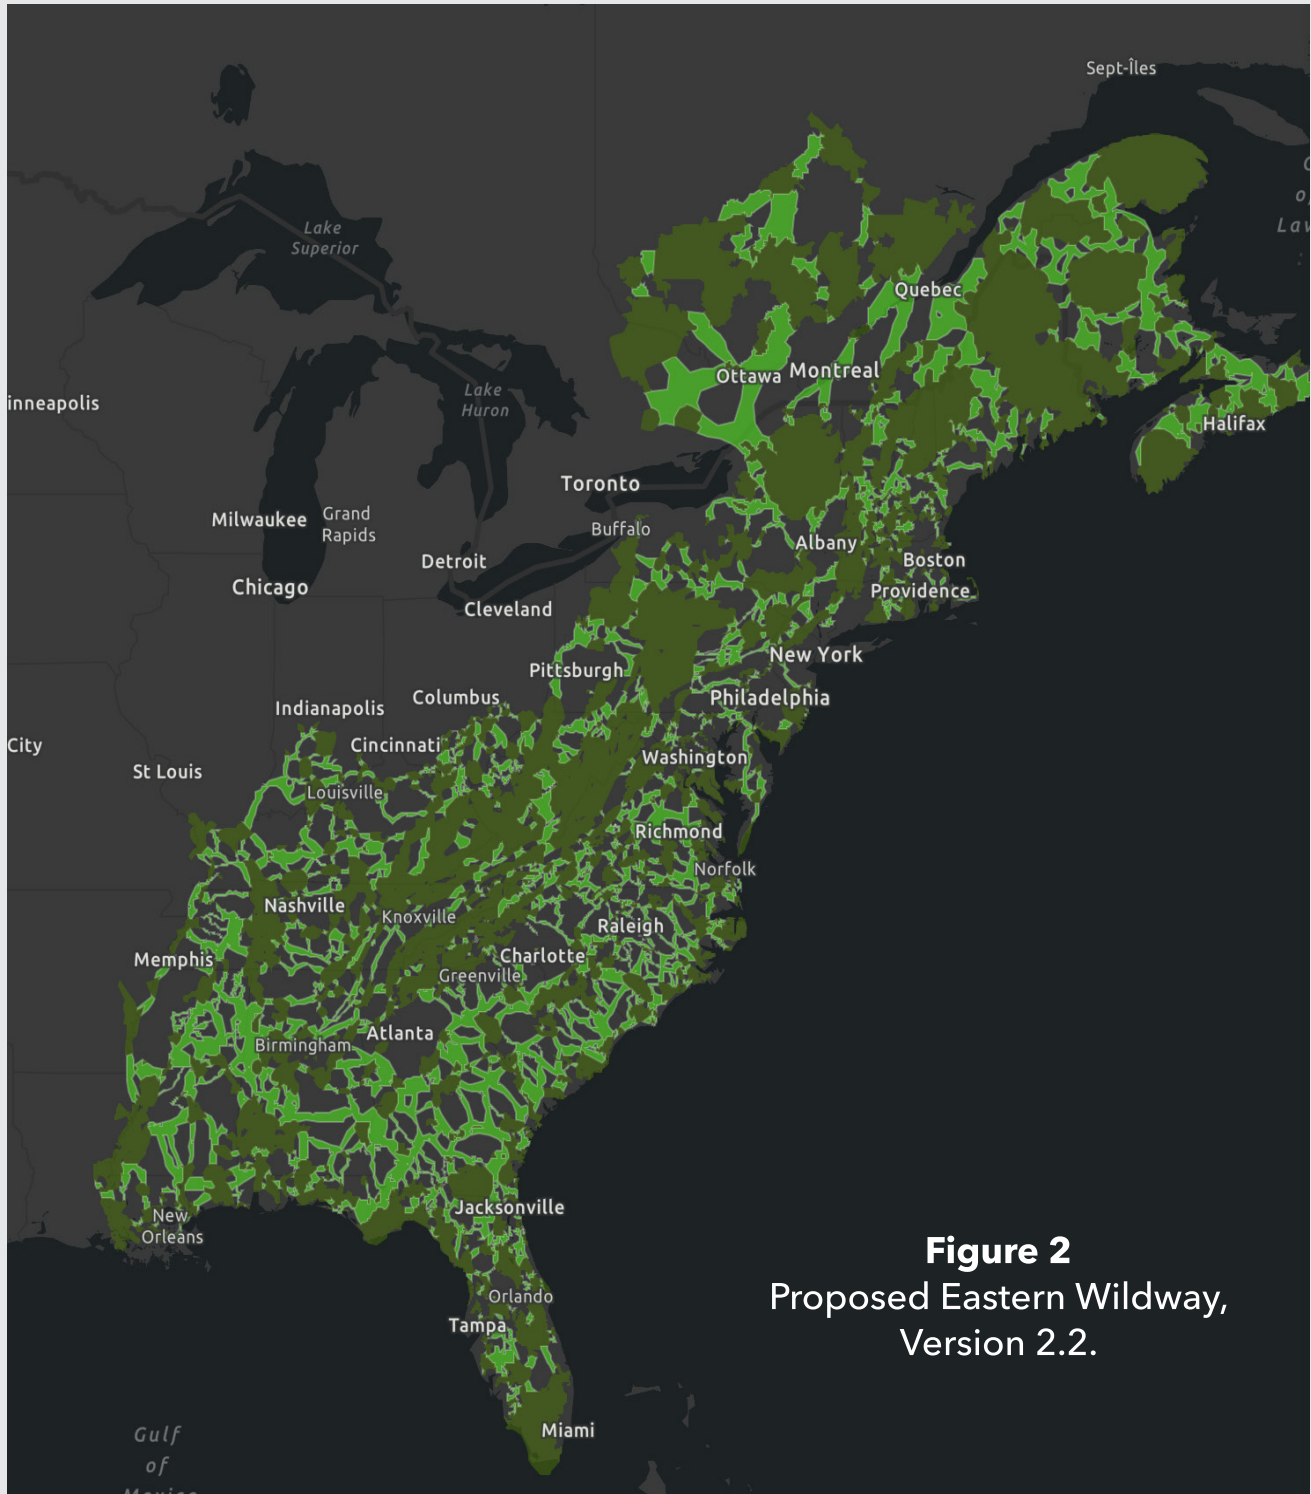 Sept-Îles
Lake
Superior
Quebec
Lake
Huron
Ottawa
Montreal
inneapolis
Halifax
Toronto
Milwaukee
Grand
Rapids
Buffalo
Albany
Detroit
Boston
Chicago
Providence
Cleveland
New York
Pittsburgh
Columbus
Philadelphia
Indianapolis
Cincinnati
City
Washington
St Louis
Louisville
Richmond
Norfolk
Nashville
Knoxville
Raleigh
Memphis
Charlotte
Greenville
Atlanta
Birmingham
Jacksonville
New
Orleans
Orlando
Tampa
Miami
Gulf
of
Mexico
Figure 2
Proposed Eastern Wildway,
Version 2.2.